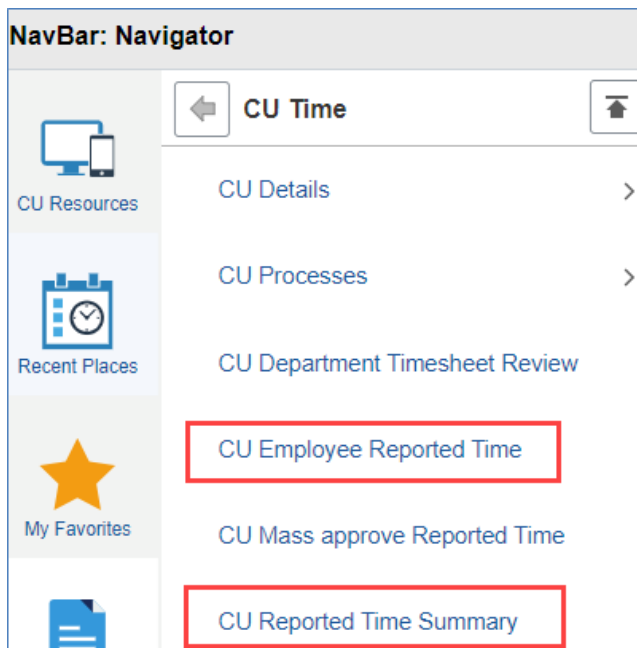 NavBar: Navigator
CU Time
CU Resources
Recent Places
My Favorites
CU Details
CU Processes
CU Department Timesheet Review
CU Employee Reported Time
CU Mass approve Reported Time
CU Reported Time Summary